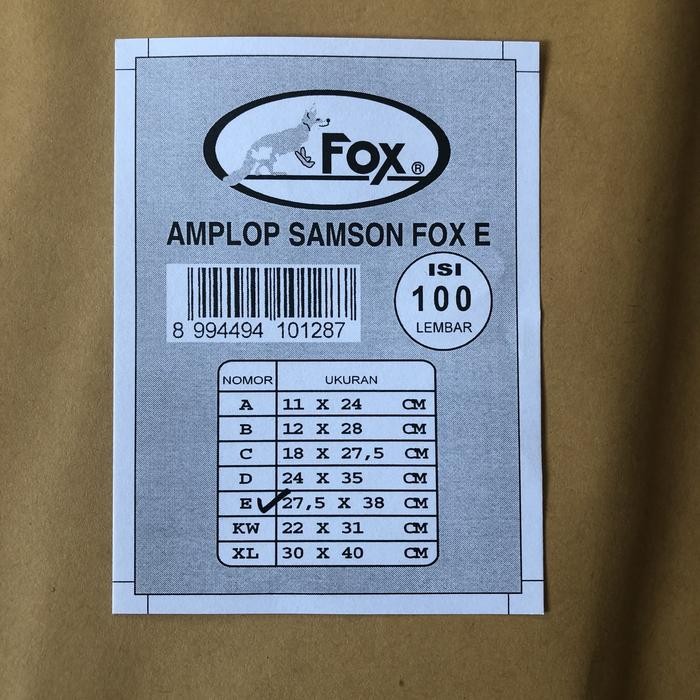 Fox®
AMPLOP SAMSON FOX E
8 994494 101287
ISI
100
LEMBAR
NOMOR UKURAN
A 11 X 24 CM
B 12 X 28 CM
C 18 X 27,5 CM
D 24 X 35 CM
E 27,5 X 38 CM
KW 22 X 31 CM
XL 30 X 40 CM